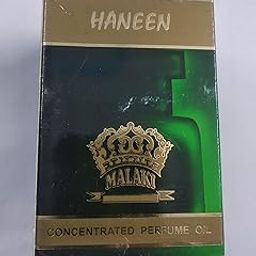 HANEEN
MALAKI
CONCENTRATED PERFUME OIL